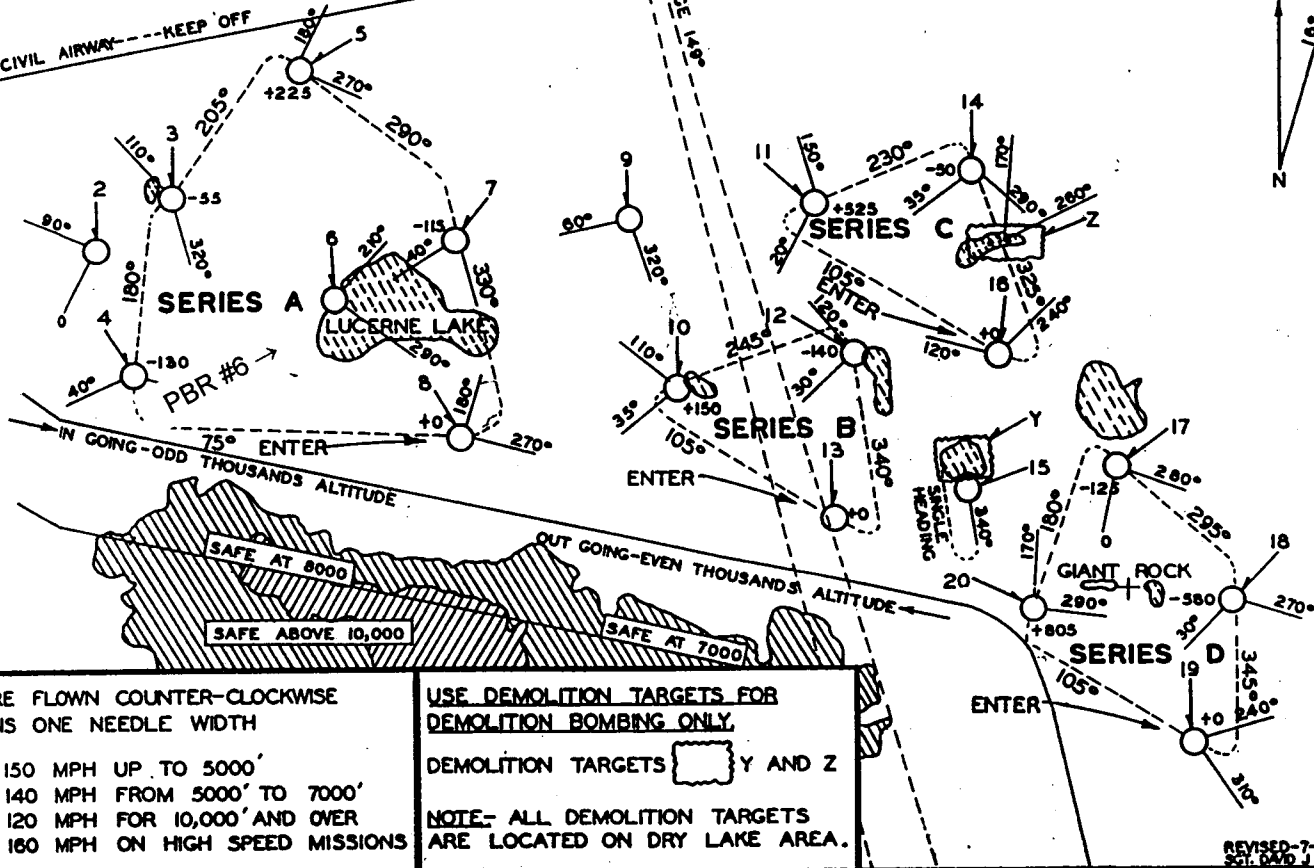 CIVIL AIRWAY----KEEP OFF
180°
5
270°
+225
205°
290°
3
110°
-55
320°
2
90°
0
180°
SERIES A
6
210°
7
-115
140°
330°
LUCERNE LAKE
290°
4
-130
40°
PBR #6
8
180°
+0
270°
75°
ENTER
IN GOING-ODD THOUSANDS ALTITUDE
OUT GOING-EVEN THOUSANDS ALTITUDE
SAFE AT 8000
SAFE ABOVE 10,000
SAFE AT 7000
GE 149°
9
60°
320°
10
110°
35°
+150
245°
12
120°
-140
30°
SERIES B
105°
340°
ENTER
13
+0
11
150°
+525
20°
230°
14
-50
35°
170°
280°
260°
Z
SERIES C
105°
ENTER
325°
16
+0
120°
240°
N
Y
15
340°
SINGLE
HEADING
17
-125
280°
0
180°
295°
170°
20
290°
+805
GIANT ROCK
18
-580
270°
30°
SERIES D
105°
345°
ENTER
19
+0
240°
310°
RE FLOWN COUNTER-CLOCKWISE
IS ONE NEEDLE WIDTH
150 MPH UP TO 5000'
140 MPH FROM 5000' TO 7000'
120 MPH FOR 10,000' AND OVER
160 MPH ON HIGH SPEED MISSIONS
USE DEMOLITION TARGETS FOR
DEMOLITION BOMBING ONLY.
DEMOLITION TARGETS Y AND Z
NOTE- ALL DEMOLITION TARGETS
ARE LOCATED ON DRY LAKE AREA.
REVISED-7
SGT. DAVID